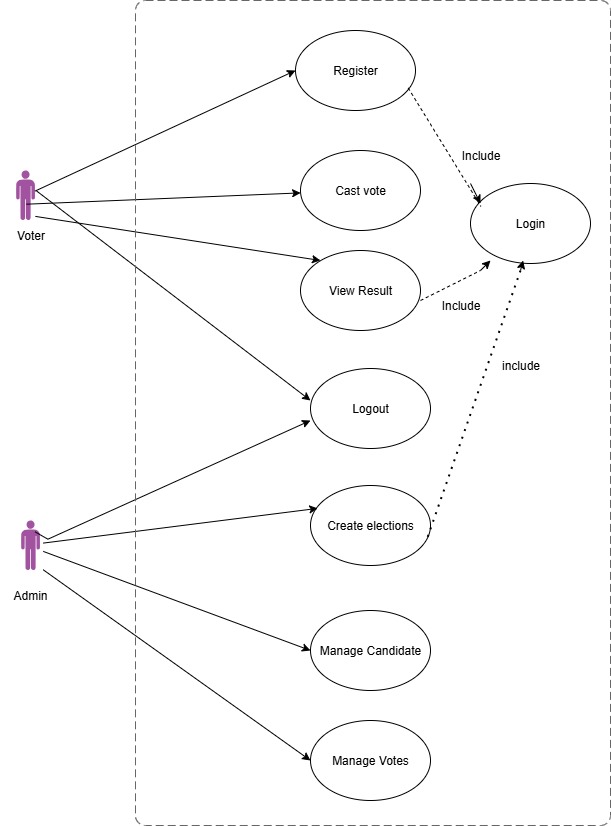 Register
Include
Cast vote
Login
Voter
View Result
Include
include
Logout
Create elections
Admin
Manage Candidate
Manage Votes